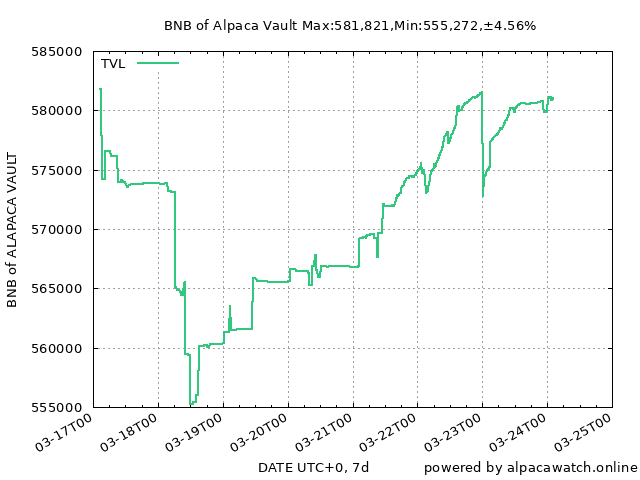 BNB of Alpaca Vault Max:581,821,Min:555,272,±4.56%
TVL
585000
580000
575000
570000
565000
560000
555000
BNB of ALAPACA VAULT
03-17T00
03-18T00
03-19T00
03-20T00
03-21T00
03-22T00
03-23T00
03-24T00
03-25T00
DATE UTC+0, 7d
powered by alpacawatch.online